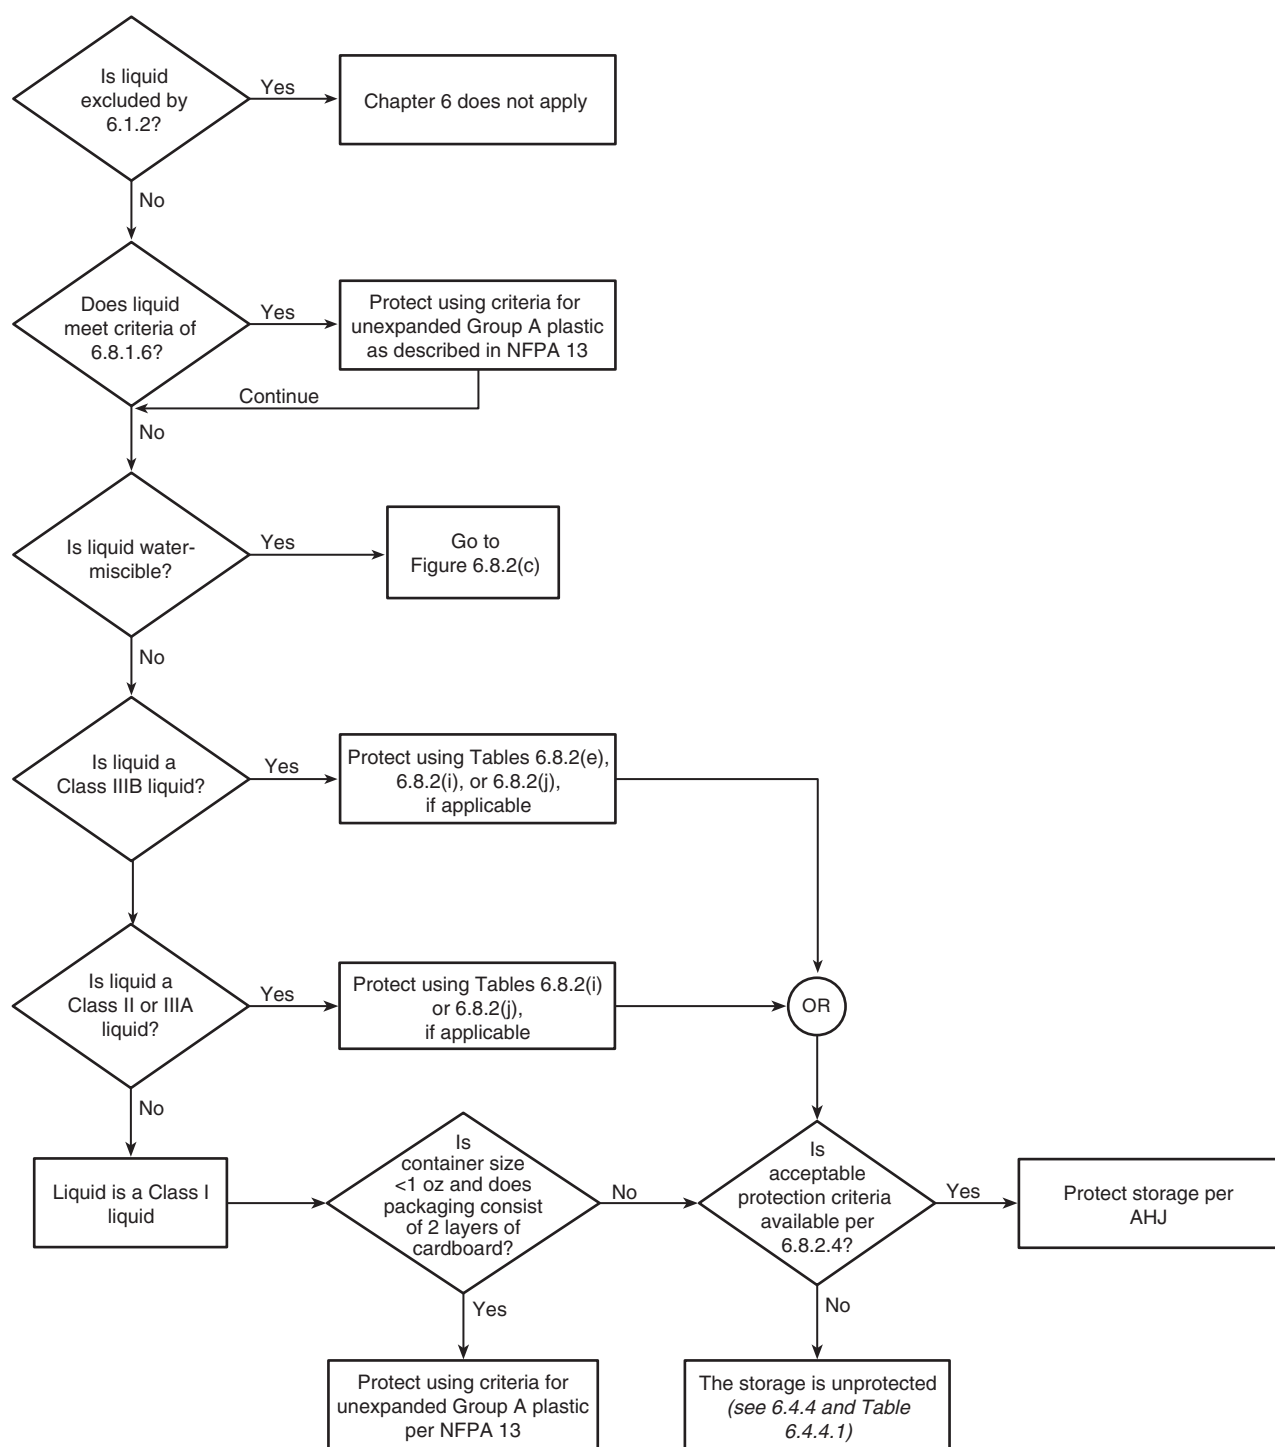 Is liquid
excluded by
6.1.2?
Yes
Chapter 6 does not apply
No
Does liquid
meet criteria of
6.8.1.6?
Yes
Protect using criteria for
unexpanded Group A plastic
as described in NFPA 13
Continue
No
Is liquid water-
miscible?
Yes
Go to
Figure 6.8.2(c)
No
Is liquid a
Class IIIB liquid?
Yes
Protect using Tables 6.8.2(e),
6.8.2(i), or 6.8.2(j),
if applicable
Is liquid a
Class II or IIIA
liquid?
Yes
Protect using Tables 6.8.2(i)
or 6.8.2(j),
if applicable
OR
No
Liquid is a Class I
liquid
Is
container size
<1 oz and does
packaging consist
of 2 layers of
cardboard?
No
Is
acceptable
protection criteria
available per
6.8.2.4?
Yes
Protect storage per
AHJ
Yes
No
Protect using criteria for
unexpanded Group A plastic
per NFPA 13
The storage is unprotected
(see 6.4.4 and Table
6.4.4.1)